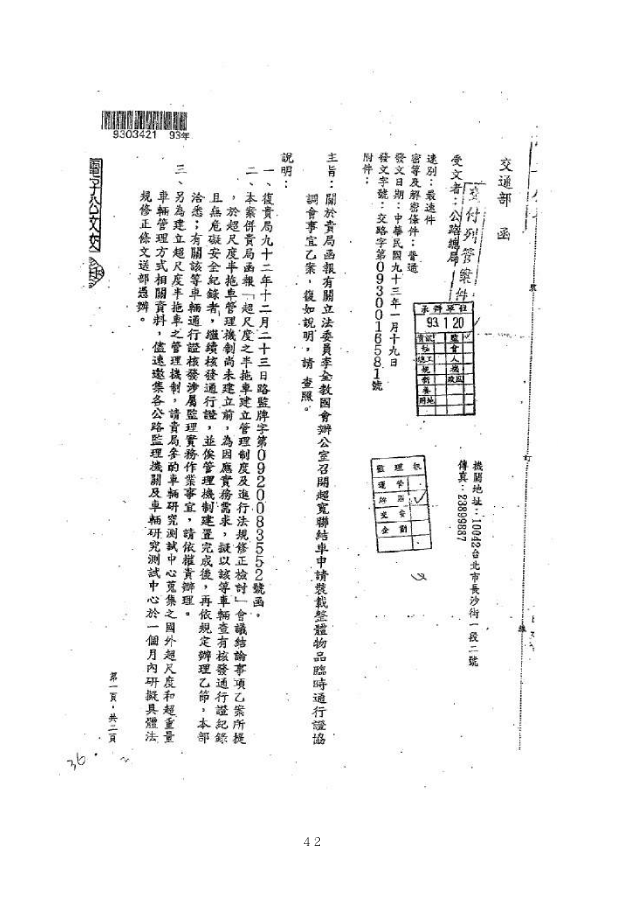 交通部 函
交付列管案件
受文者：公路總局
速別：最速件
密等及解密條件：普通
發文日期：中華民國九十三年一月十九日
發文字號：交路字第0930016581號
附件：
機關地址：10042台北市長沙街一段二號
傳真：23899887
承辦單位
93 1 20
監理組
主旨：關於貴局函報有關立法委員李全教國會辦公室召開超寬聯結車申請裝載整體物品臨時通行證協
調會事宜乙案，復如說明，請 查照。
說明：
一、復貴局九十二年十二月二十三日路監牌字第0920083552號函。
二、本案併貴局函報「超尺度之半拖車建立管理制度及進行法規修正檢討」會議結論事項乙案所提
，於超尺度半拖車管理機制尚未建立前，為因應實務需求，擬以該等車輛查有核發通行證紀錄
且無危礙安全紀錄者，繼續核發通行證，並俟管理機制建置完成後，再依規定辦理乙節，本部
洽悉；有關該等車輛通行證核發涉屬監理實務作業事宜，請依權責辦理。
三、另為建立超尺度半拖車之管理機制，請貴局參酌車輛研究測試中心蒐集之國外超尺度和超重量
車輛管理方式相關資料，儘速邀集各公路監理機關及車輛研究測試中心於一個月內研擬具體法
規修正條文送部憑辦。
9303421 93年
電子公文
第一頁，共二頁
36
42